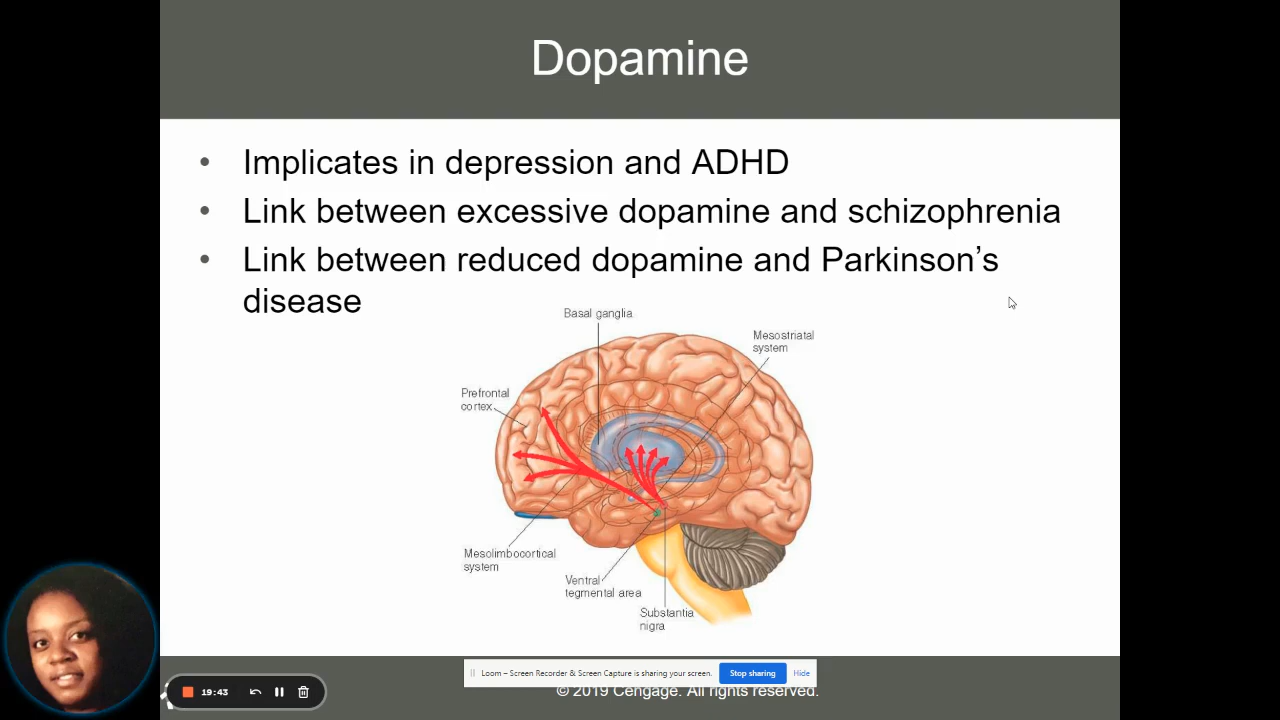 Dopamine
• Implicates in depression and ADHD
• Link between excessive dopamine and schizophrenia
• Link between reduced dopamine and Parkinson’s
disease
Basal ganglia
Mesostriatal
system
Prefrontal
cortex
Mesolimbocortical
system
Ventral
tegmental area
Substantia
nigra
Loom – Screen Recorder & Screen Capture is sharing your screen. Stop sharing Hide
19:43
© 2019 Cengage. All rights reserved.